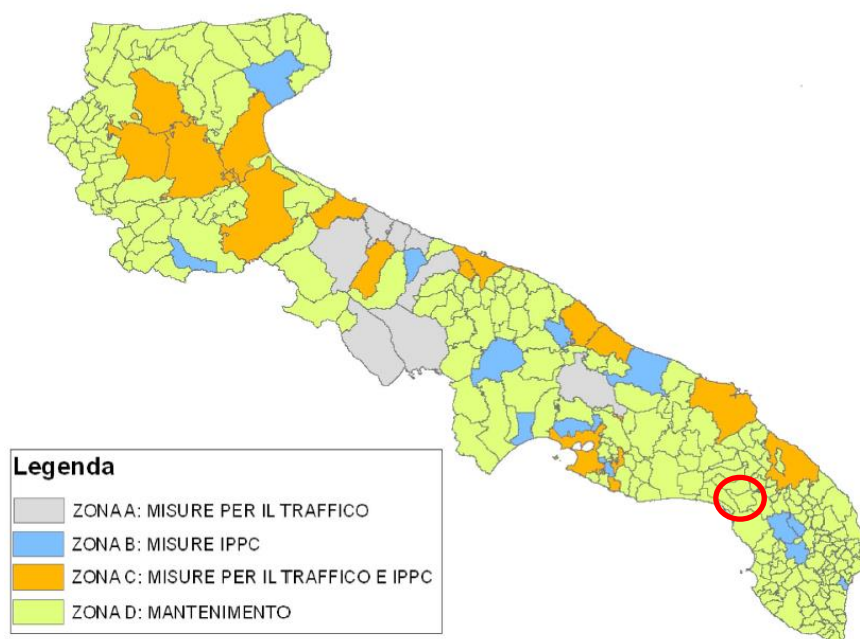 Legenda
ZONA A: MISURE PER IL TRAFFICO
ZONA B: MISURE IPPC
ZONA C: MISURE PER IL TRAFFICO E IPPC
ZONA D: MANTENIMENTO